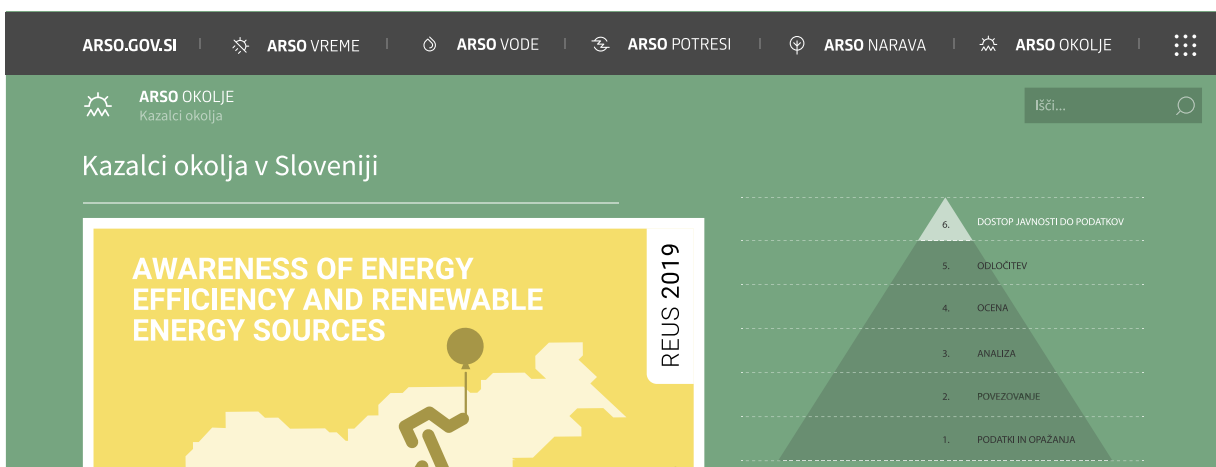 ARSO.GOV.SI
ARSO VREME
ARSO VODE
ARSO POTRESI
ARSO NARAVA
ARSO OKOLJE
ARSO OKOLJE
Kazalci okolja
Išči...
Kazalci okolja v Sloveniji
AWARENESS OF ENERGY
EFFICIENCY AND RENEWABLE
ENERGY SOURCES
REUS 2019
6. DOSTOP JAVNOSTI DO PODATKOV
5. ODLOČITEV
4. OCENA
3. ANALIZA
2. POVEZOVANJE
1. PODATKI IN OPAŽANJA